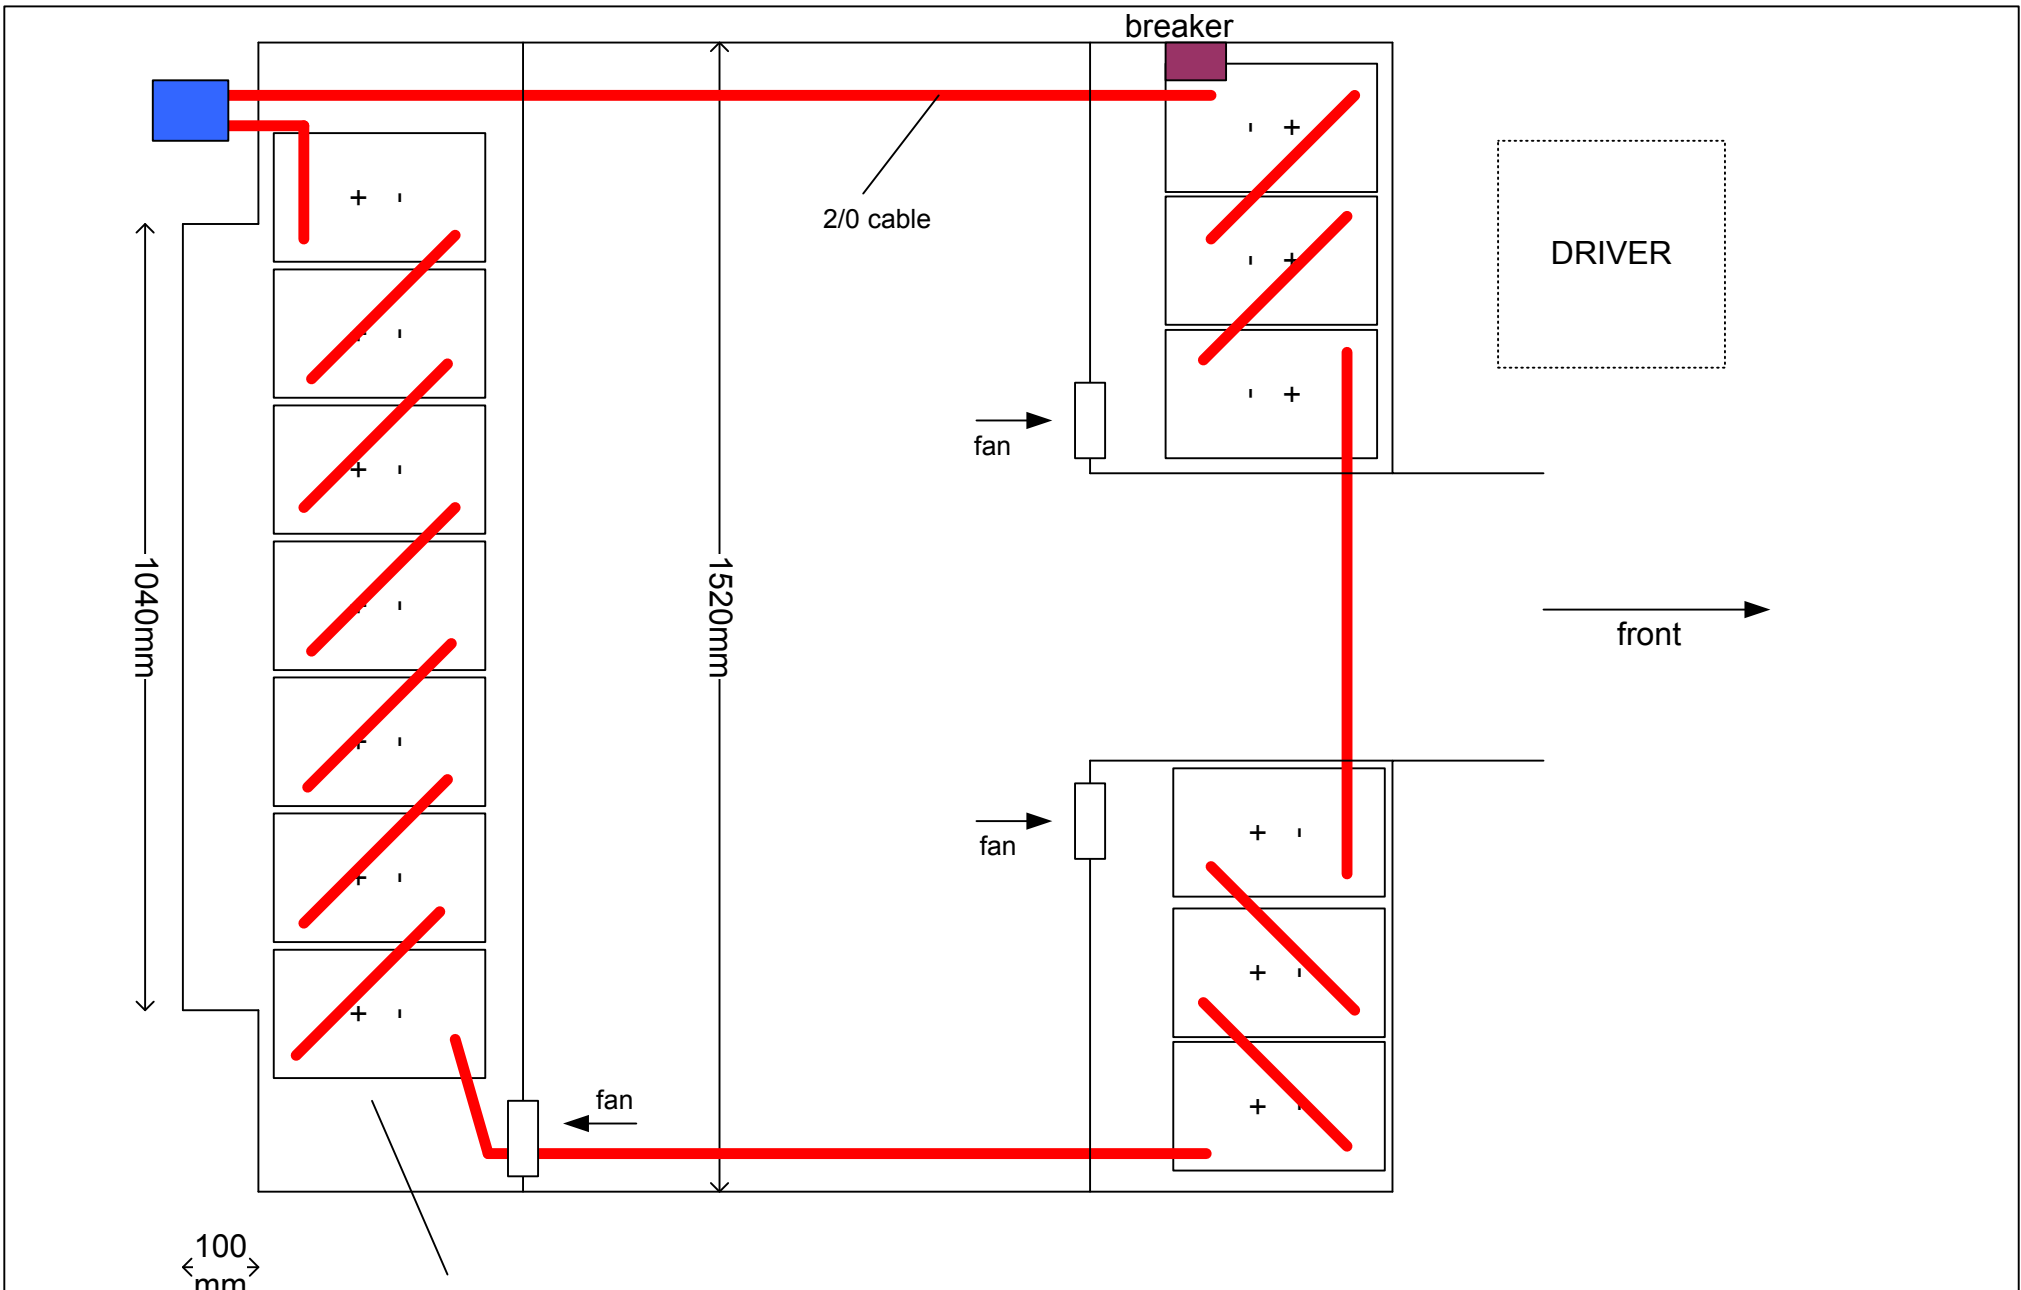 breaker
- +
+ -
2/0 cable
DRIVER
- +
+ -
- +
fan
+ -
1040mm
1520mm
+ -
front
+ -
fan
+ -
+ -
+ -
+ -
fan
+ -
100
mm